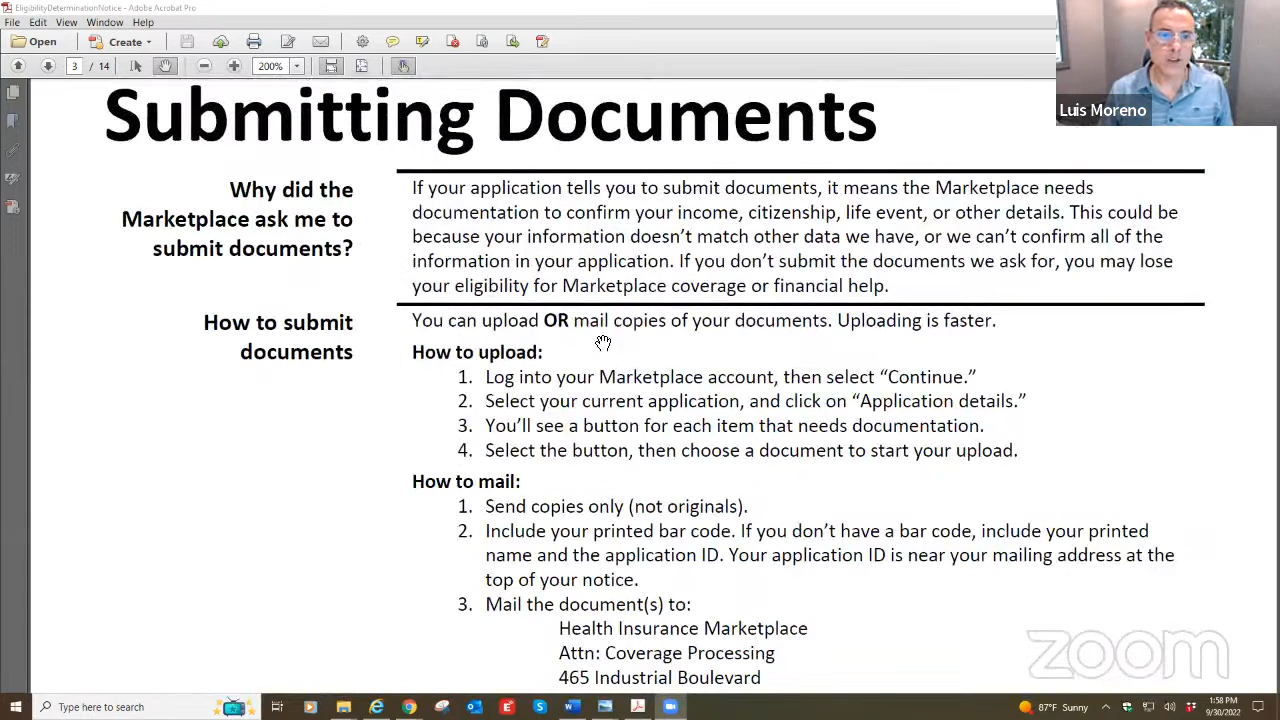 EligibilityDeterminationNotice - Adobe Acrobat Pro
File Edit View Window Help
Open Create
3 / 14 200%
Luis Moreno
Submitting Documents
Why did the
Marketplace ask me to
submit documents?
If your application tells you to submit documents, it means the Marketplace needs
documentation to confirm your income, citizenship, life event, or other details. This could be
because your information doesn’t match other data we have, or we can’t confirm all of the
information in your application. If you don’t submit the documents we ask for, you may lose
your eligibility for Marketplace coverage or financial help.
How to submit
documents
You can upload OR mail copies of your documents. Uploading is faster.
How to upload:
1. Log into your Marketplace account, then select “Continue.”
2. Select your current application, and click on “Application details.”
3. You’ll see a button for each item that needs documentation.
4. Select the button, then choose a document to start your upload.
How to mail:
1. Send copies only (not originals).
2. Include your printed bar code. If you don’t have a bar code, include your printed
name and the application ID. Your application ID is near your mailing address at the
top of your notice.
3. Mail the document(s) to:
Health Insurance Marketplace
Attn: Coverage Processing
465 Industrial Boulevard
zoom
Type here to search
87°F Sunny
1:58 PM
9/30/2022